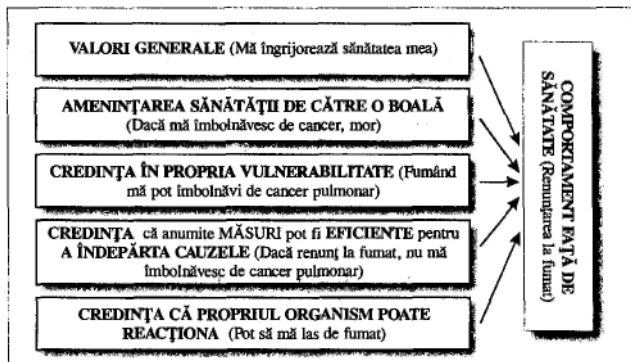 VALORI GENERALE (Mă îngrijorează sănătatea mea)
AMENINȚAREA SĂNĂTĂȚII DE CĂTRE O BOALĂ
(Dacă mă îmbolnăvesc de cancer, mor)
CREDINȚA ÎN PROPRIA VULNERABILITATE (Fumând
mă pot îmbolnăvi de cancer pulmonar)
CREDINȚA că anumite MĂSURI pot fi EFICIENTE pentru
A ÎNDEPĂRTA CAUZELE (Dacă renunț la fumat, nu mă
îmbolnăvesc de cancer pulmonar)
CREDINȚA CĂ PROPRIUL ORGANISM POATE
REACȚIONA (Pot să mă las de fumat)
COMPORTAMENT FAȚĂ DE
SĂNĂTATE (Renunțarea la fumat)